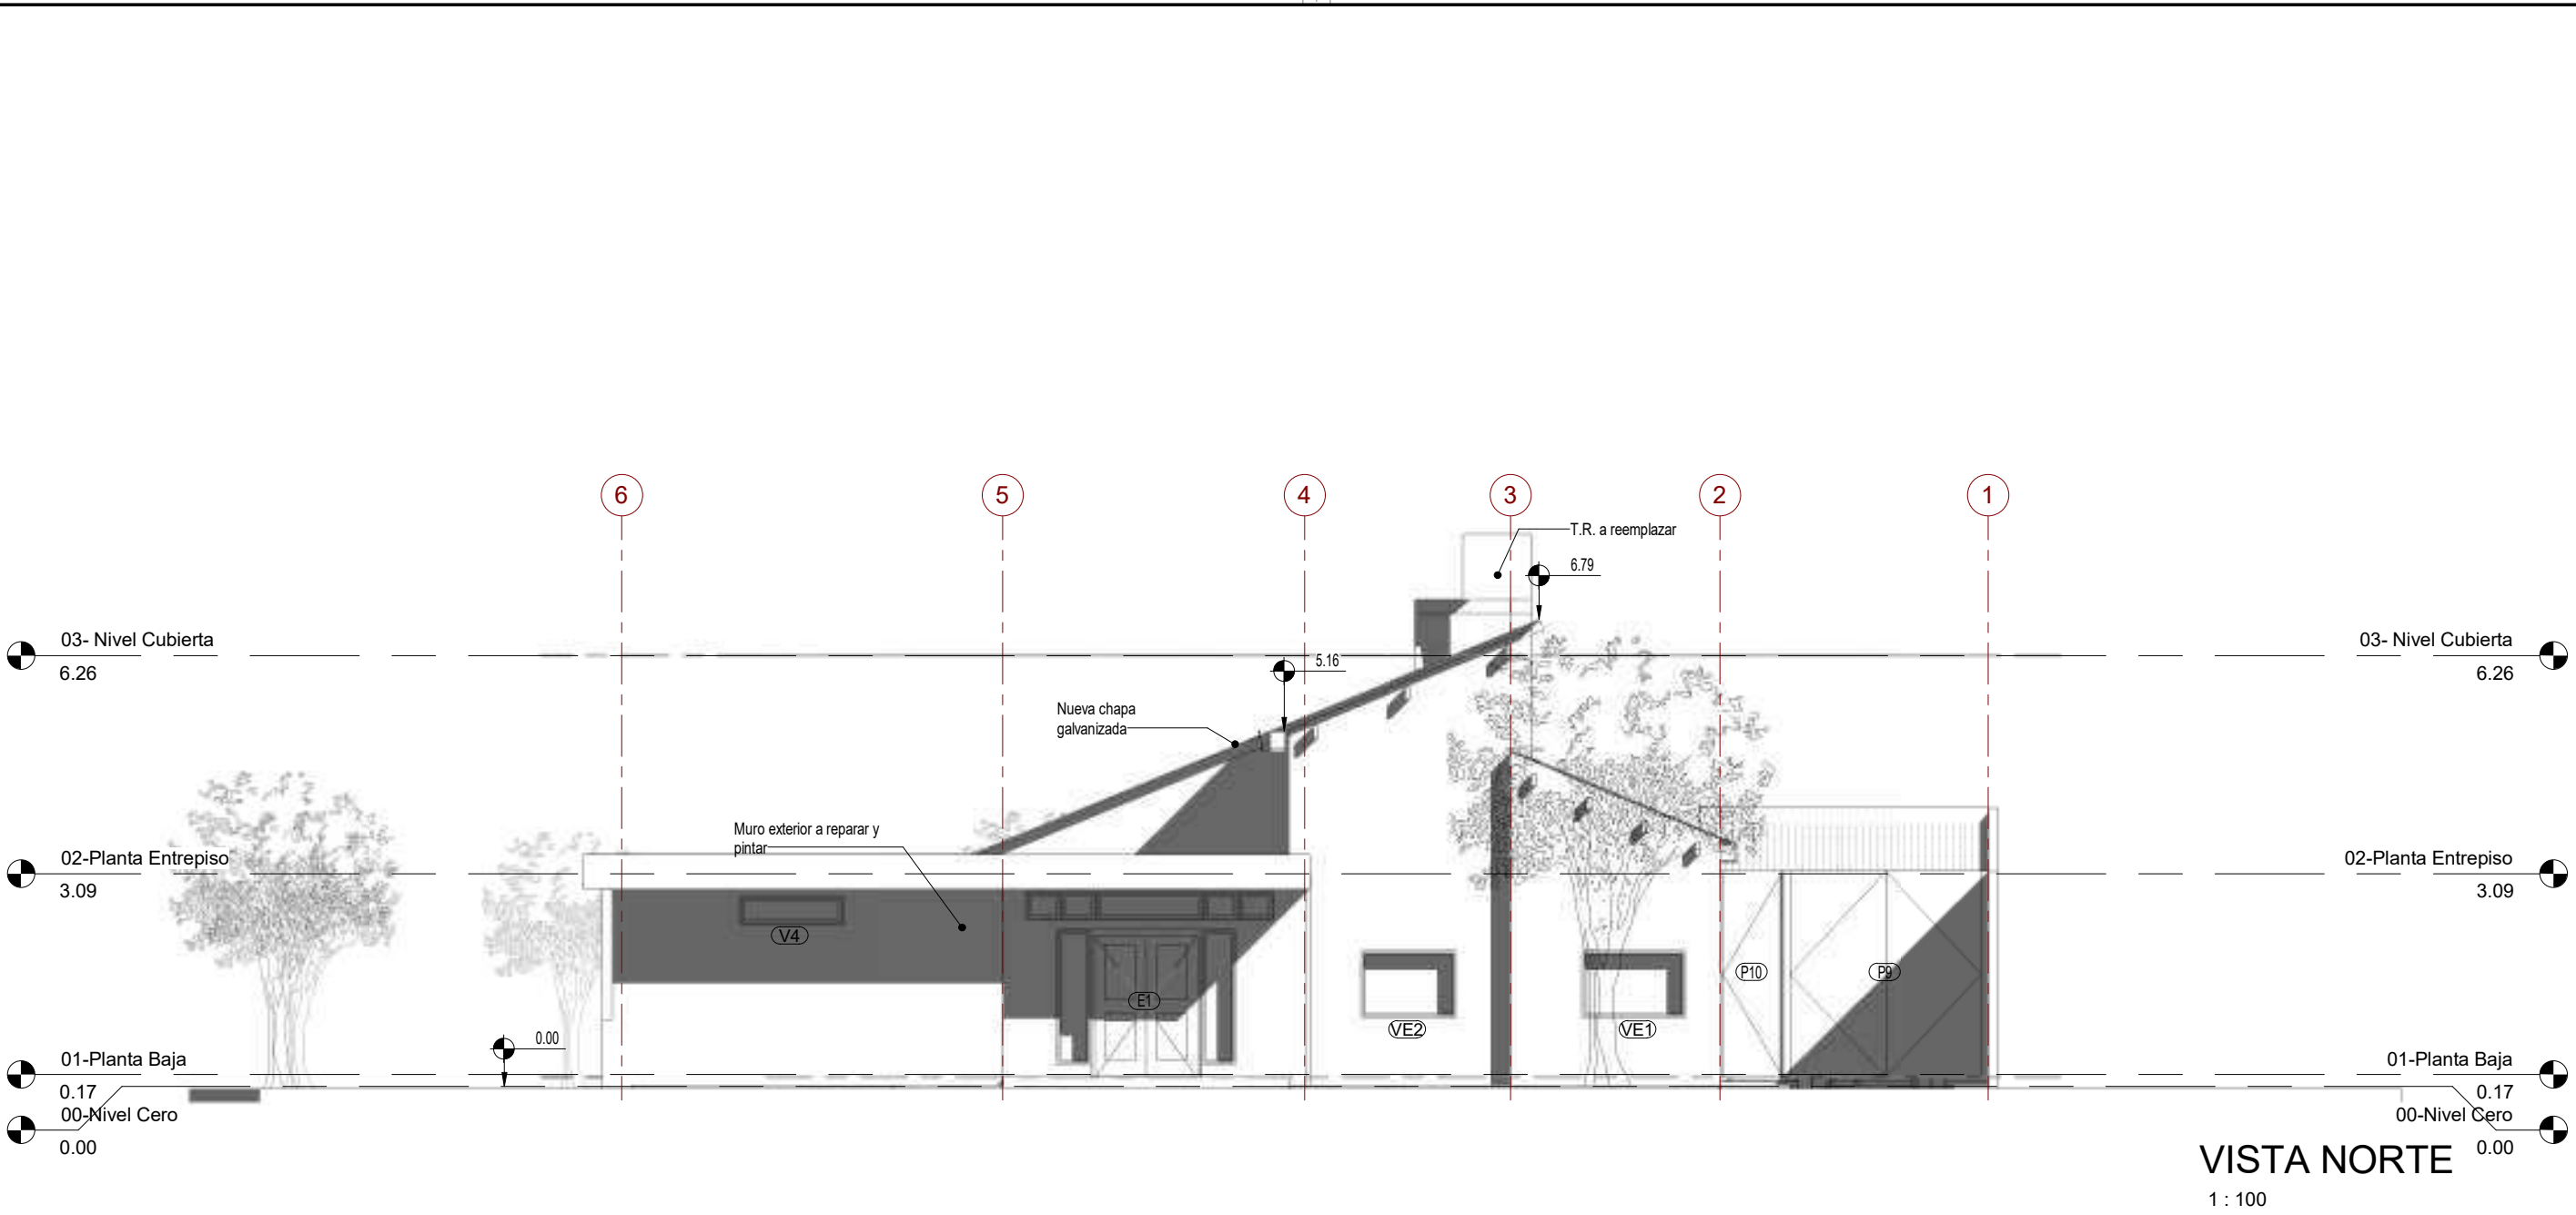 6 5 4 3 2 1
T.R. a reemplazar
6.79
03- Nivel Cubierta
6.26
5.16
03- Nivel Cubierta
6.26
Nueva chapa
galvanizada
Muro exterior a reparar y
pintar
02-Planta Entrepiso
3.09
02-Planta Entrepiso
3.09
V4
E1
VE2
VE1
P10
P9
0.00
01-Planta Baja
0.17
00-Nivel Cero
0.00
01-Planta Baja
0.17
00-Nivel Cero
0.00
VISTA NORTE
1 : 100